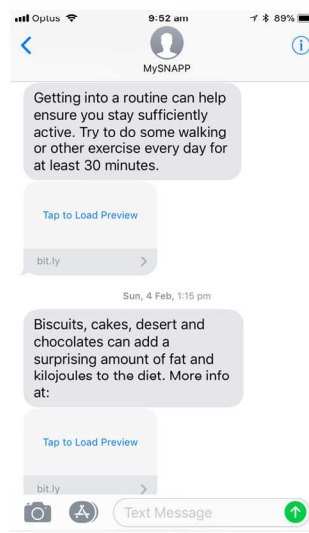 Optus 9:52 am 89%
MySNAPP
Getting into a routine can help
ensure you stay sufficiently
active. Try to do some walking
or other exercise every day for
at least 30 minutes.
Tap to Load Preview
bit.ly
Sun, 4 Feb, 1:15 pm
Biscuits, cakes, desert and
chocolates can add a
surprising amount of fat and
kilojoules to the diet. More info
at:
Tap to Load Preview
bit.ly
Text Message